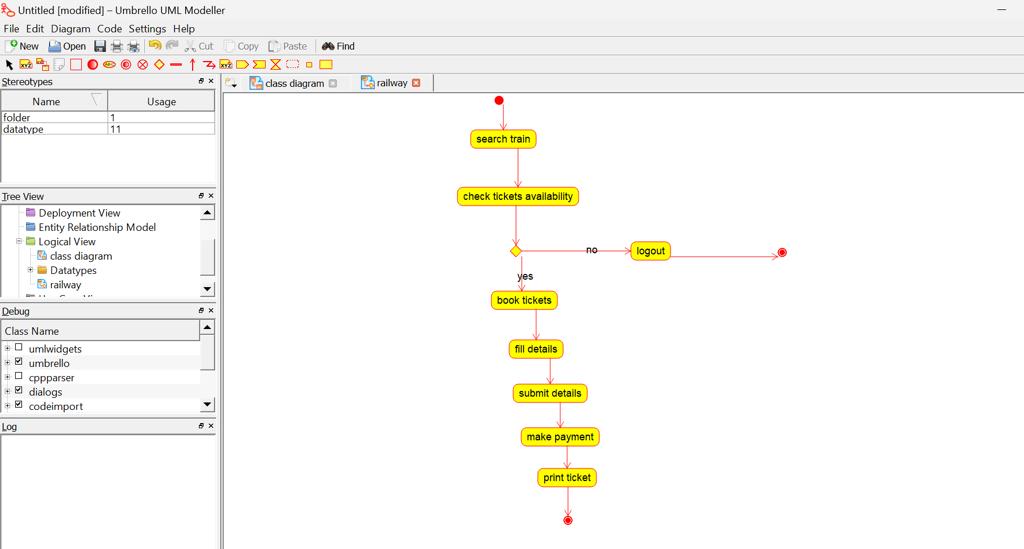 Untitled [modified] – Umbrello UML Modeller
File Edit Diagram Code Settings Help
New Open Cut Copy Paste Find
Stereotypes
Name Usage
folder 1
datatype 11
Tree View
Deployment View
Entity Relationship Model
Logical View
class diagram
Datatypes
railway
Debug
Class Name
umlwidgets
umbrello
cppparser
dialogs
codeimport
Log
class diagram railway
search train
check tickets availability
no
logout
yes
book tickets
fill details
submit details
make payment
print ticket